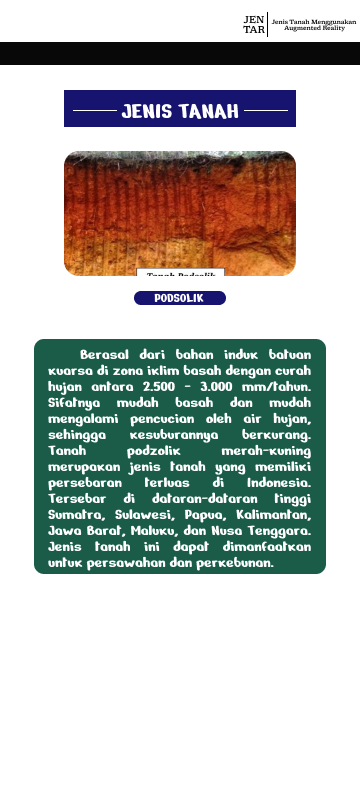 JEN
TAR
Jenis Tanah Menggunakan
Augmented Reality
JENIS TANAH
Tanah Podsolik
PODSOLIK
Berasal dari bahan induk batuan
kuarsa di zona iklim basah dengan curah
hujan antara 2.500 - 3.000 mm/tahun.
Sifatnya mudah basah dan mudah
mengalami pencucian oleh air hujan,
sehingga kesuburannya berkurang.
Tanah podzolik merah-kuning
merupakan jenis tanah yang memiliki
persebaran terluas di Indonesia.
Tersebar di dataran-dataran tinggi
Sumatra, Sulawesi, Papua, Kalimantan,
Jawa Barat, Maluku, dan Nusa Tenggara.
Jenis tanah ini dapat dimanfaatkan
untuk persawahan dan perkebunan.